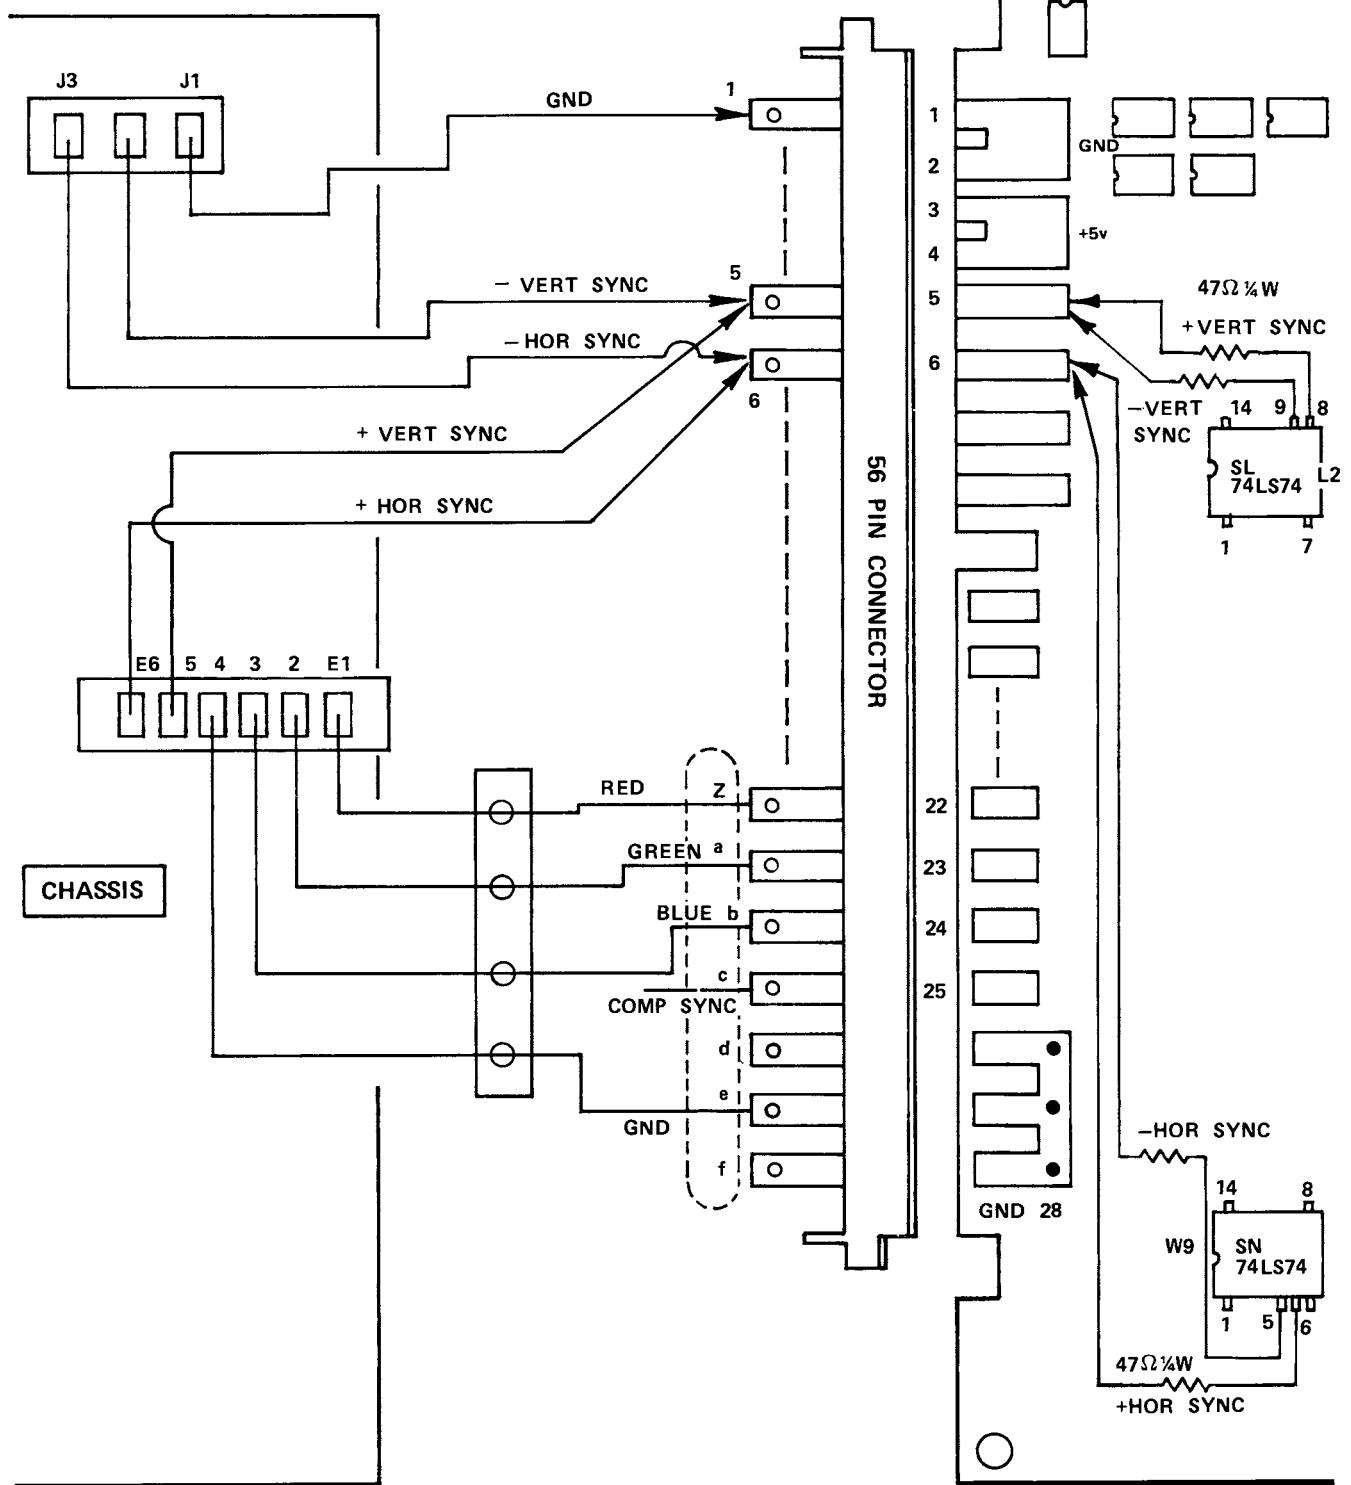 J3 J1
GND
1
1
GND
2
3
+5v
4
5
– VERT SYNC
5
47Ω ¼W
+VERT SYNC
–HOR SYNC
6
6
–VERT
SYNC
14 9 8
+ VERT SYNC
SL
74LS74
L2
1 7
56 PIN CONNECTOR
+ HOR SYNC
E6 5 4 3 2 E1
RED Z
22
GREEN a
23
CHASSIS
BLUE b
24
c
25
COMP SYNC
d
e
GND
f
–HOR SYNC
GND 28
14 8
W9
SN
74LS74
1 5 6
47Ω ¼W
+HOR SYNC